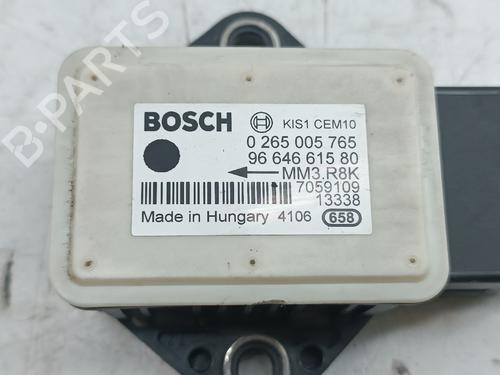 B-PARTS
BOSCH KIS1 CEM10
0 265 005 765
96 646 615 80
MM3.R8K
7059109
13338
Made in Hungary 4106 658